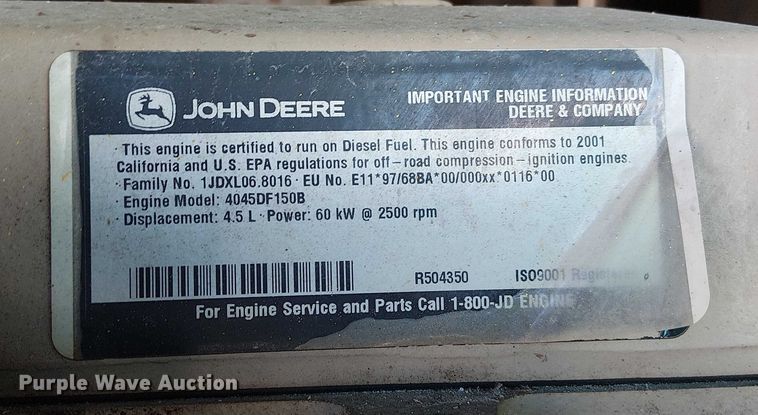 JOHN DEERE
IMPORTANT ENGINE INFORMATION
DEERE & COMPANY
· This engine is certified to run on Diesel Fuel. This engine conforms to 2001
California and U.S. EPA regulations for off-road compression-ignition engines.
· Family No. 1JDXL06.8016 · EU No. E11*97/68BA*00/000xx*0116*00
· Engine Model: 4045DF150B
· Displacement: 4.5 L · Power: 60 kW @ 2500 rpm
R504350 ISO9001
For Engine Service and Parts Call 1-800-JD ENGINE
Purple Wave Auction